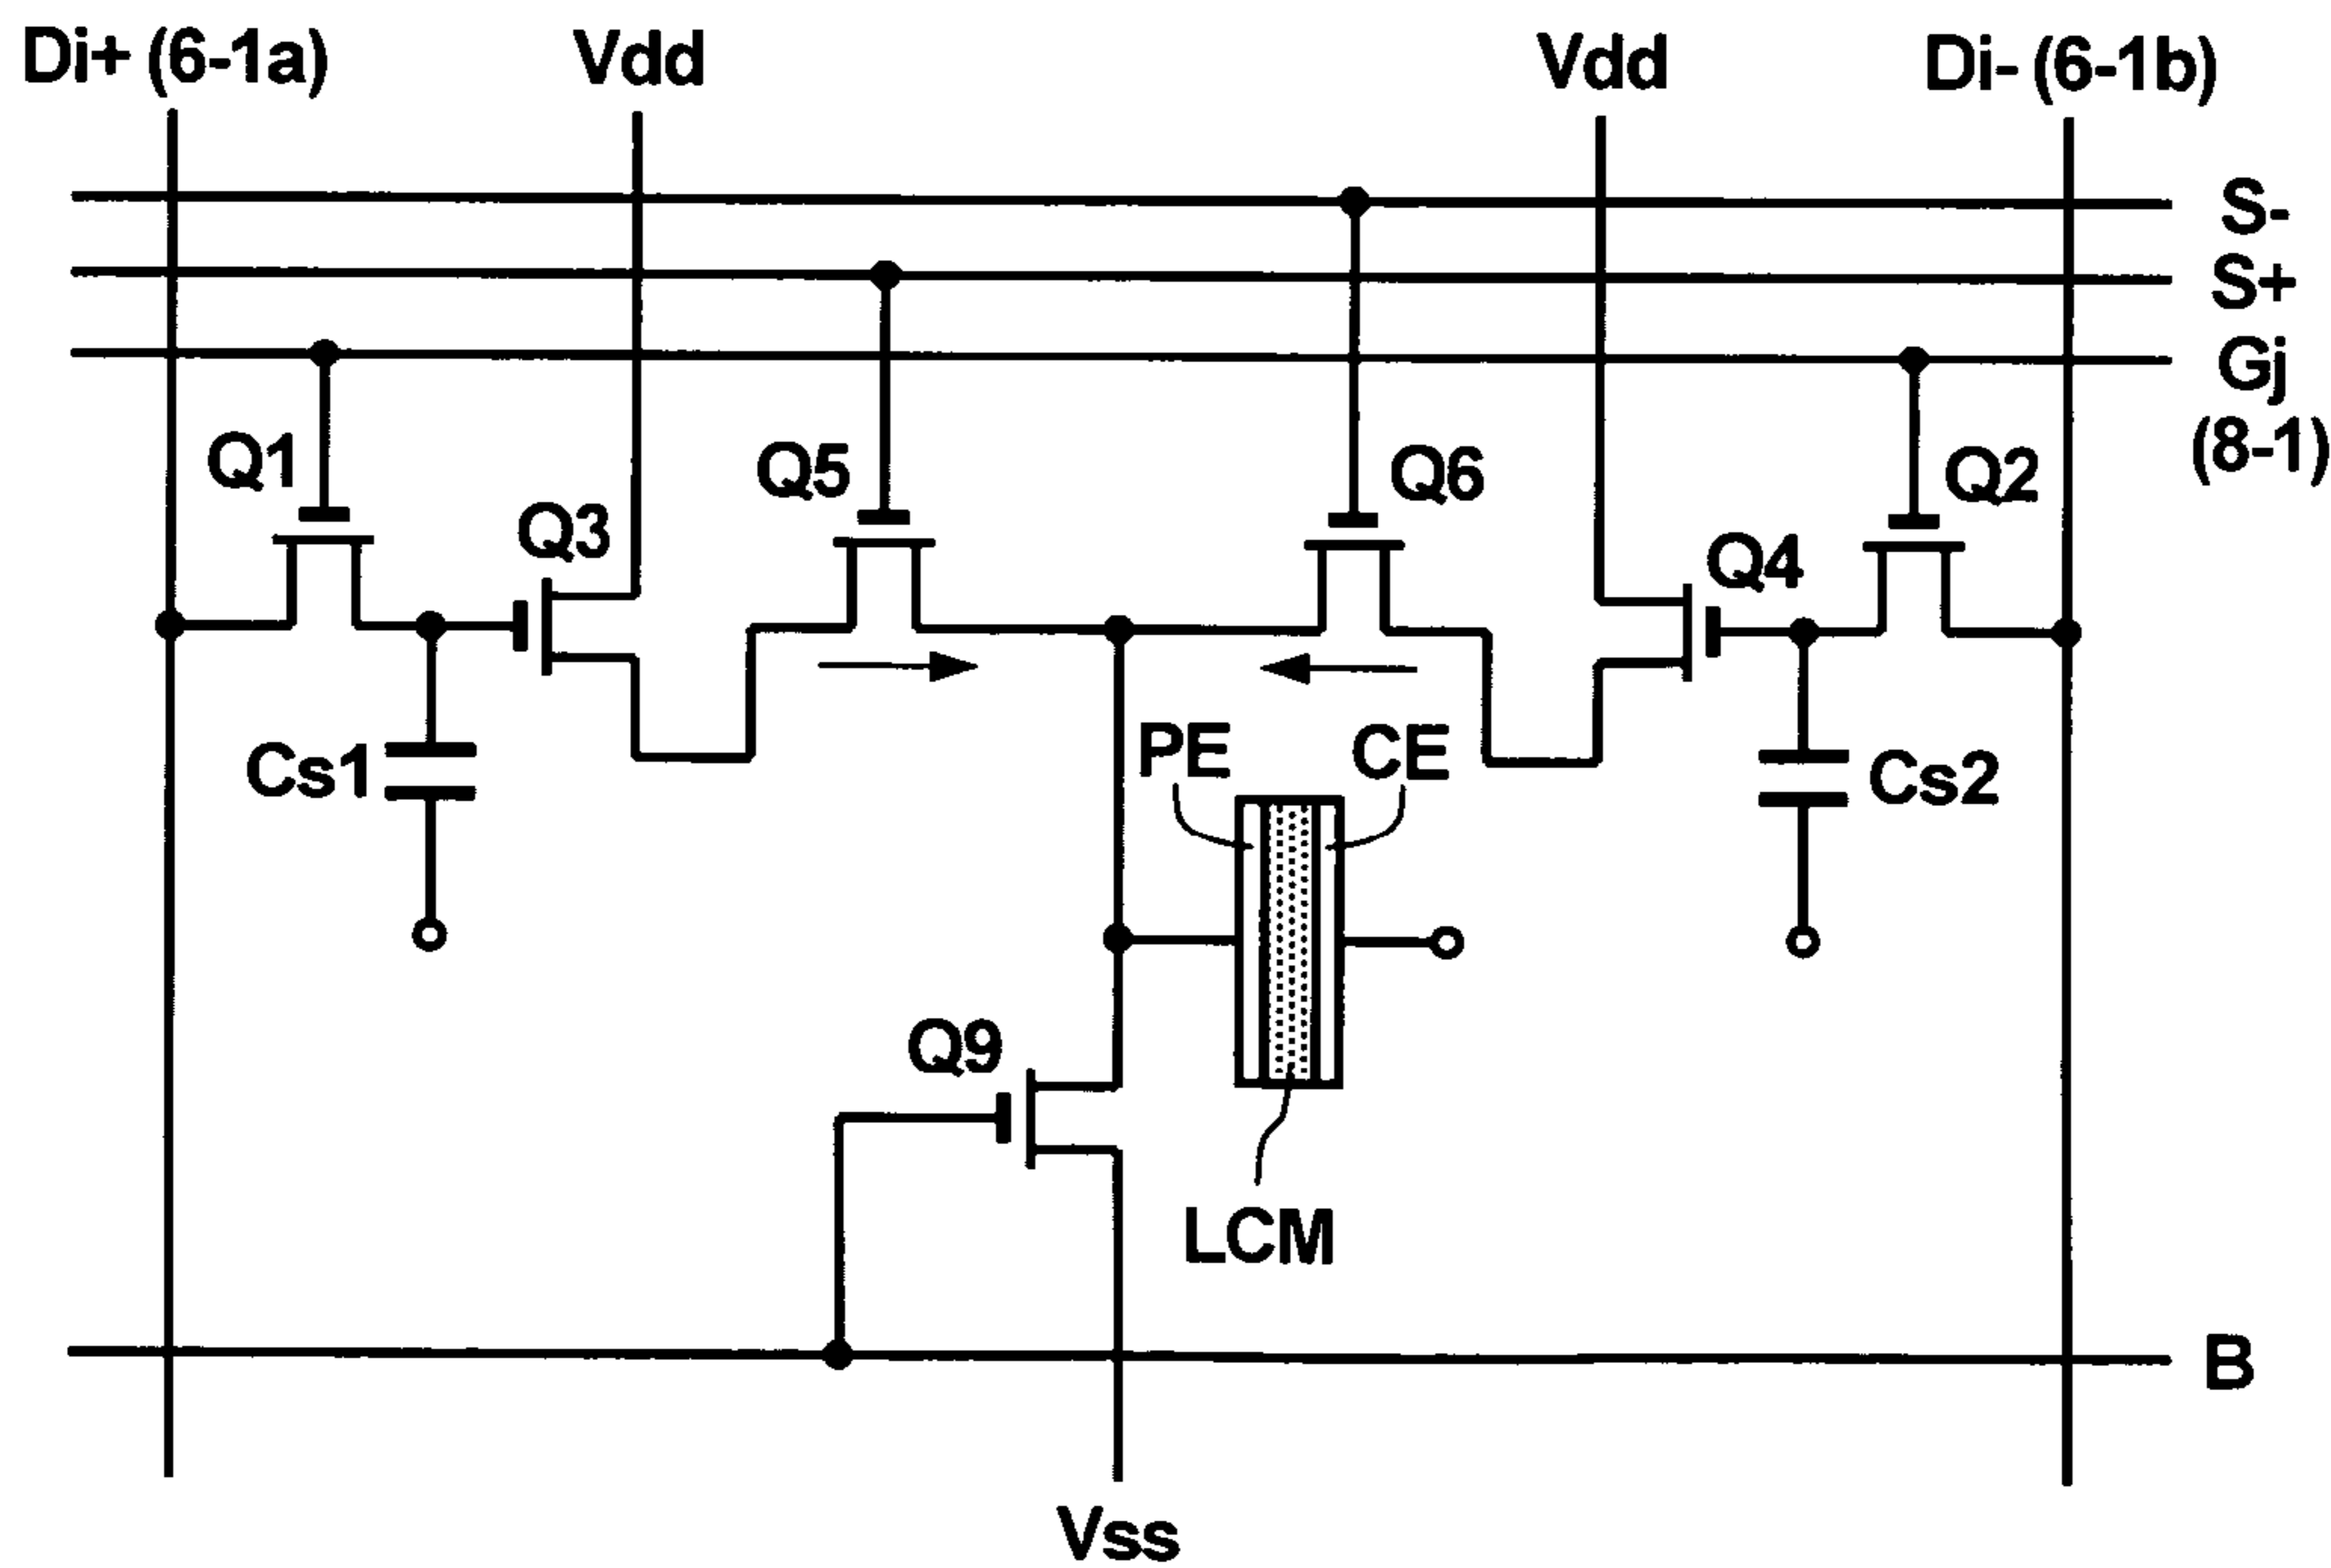 Di+ (6-1a)
Vdd
Vdd
Di- (6-1b)
S-
S+
Gj
(8-1)
Q1
Q3
Q5
Q6
Q4
Q2
PE
CE
Cs1
Cs2
Q9
LCM
B
Vss